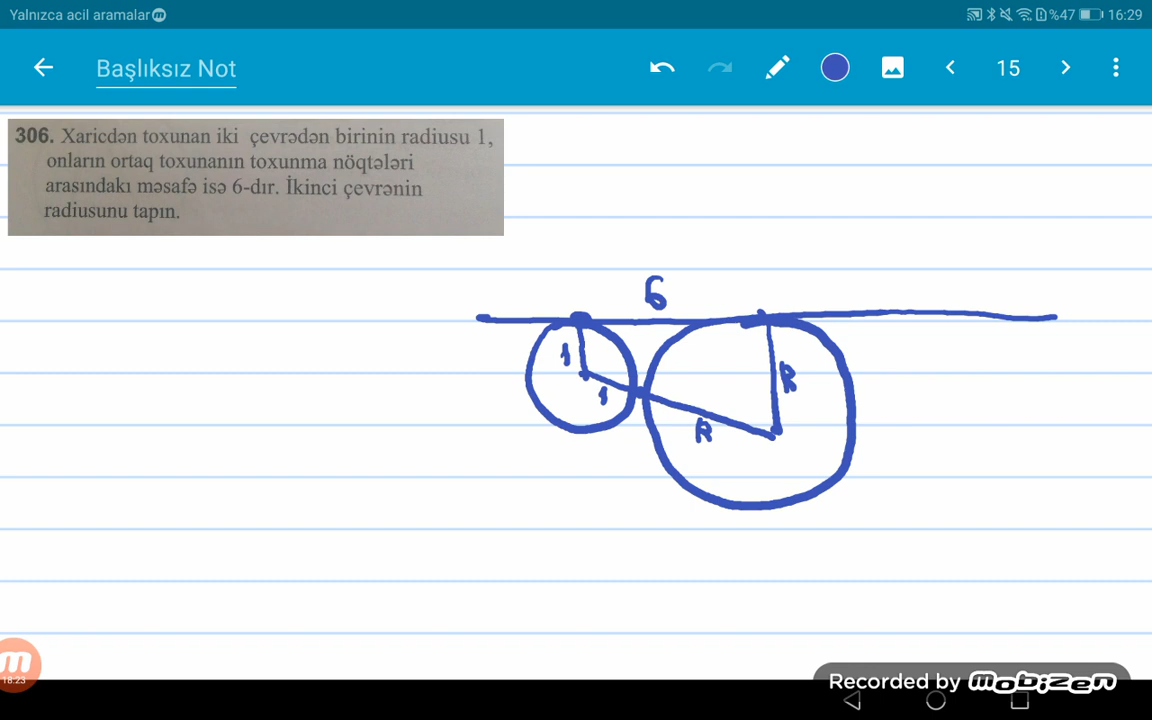 Yalnızca acil aramalar m %47 16:29
Başlıksız Not 15
306. Xaricdən toxunan iki çevrədən birinin radiusu 1,
onların ortaq toxunanın toxunma nöqtələri
arasındakı məsafə isə 6-dır. İkinci çevrənin
radiusunu tapın.
6
1 R
1
R
m
18:23
Recorded by mobizen